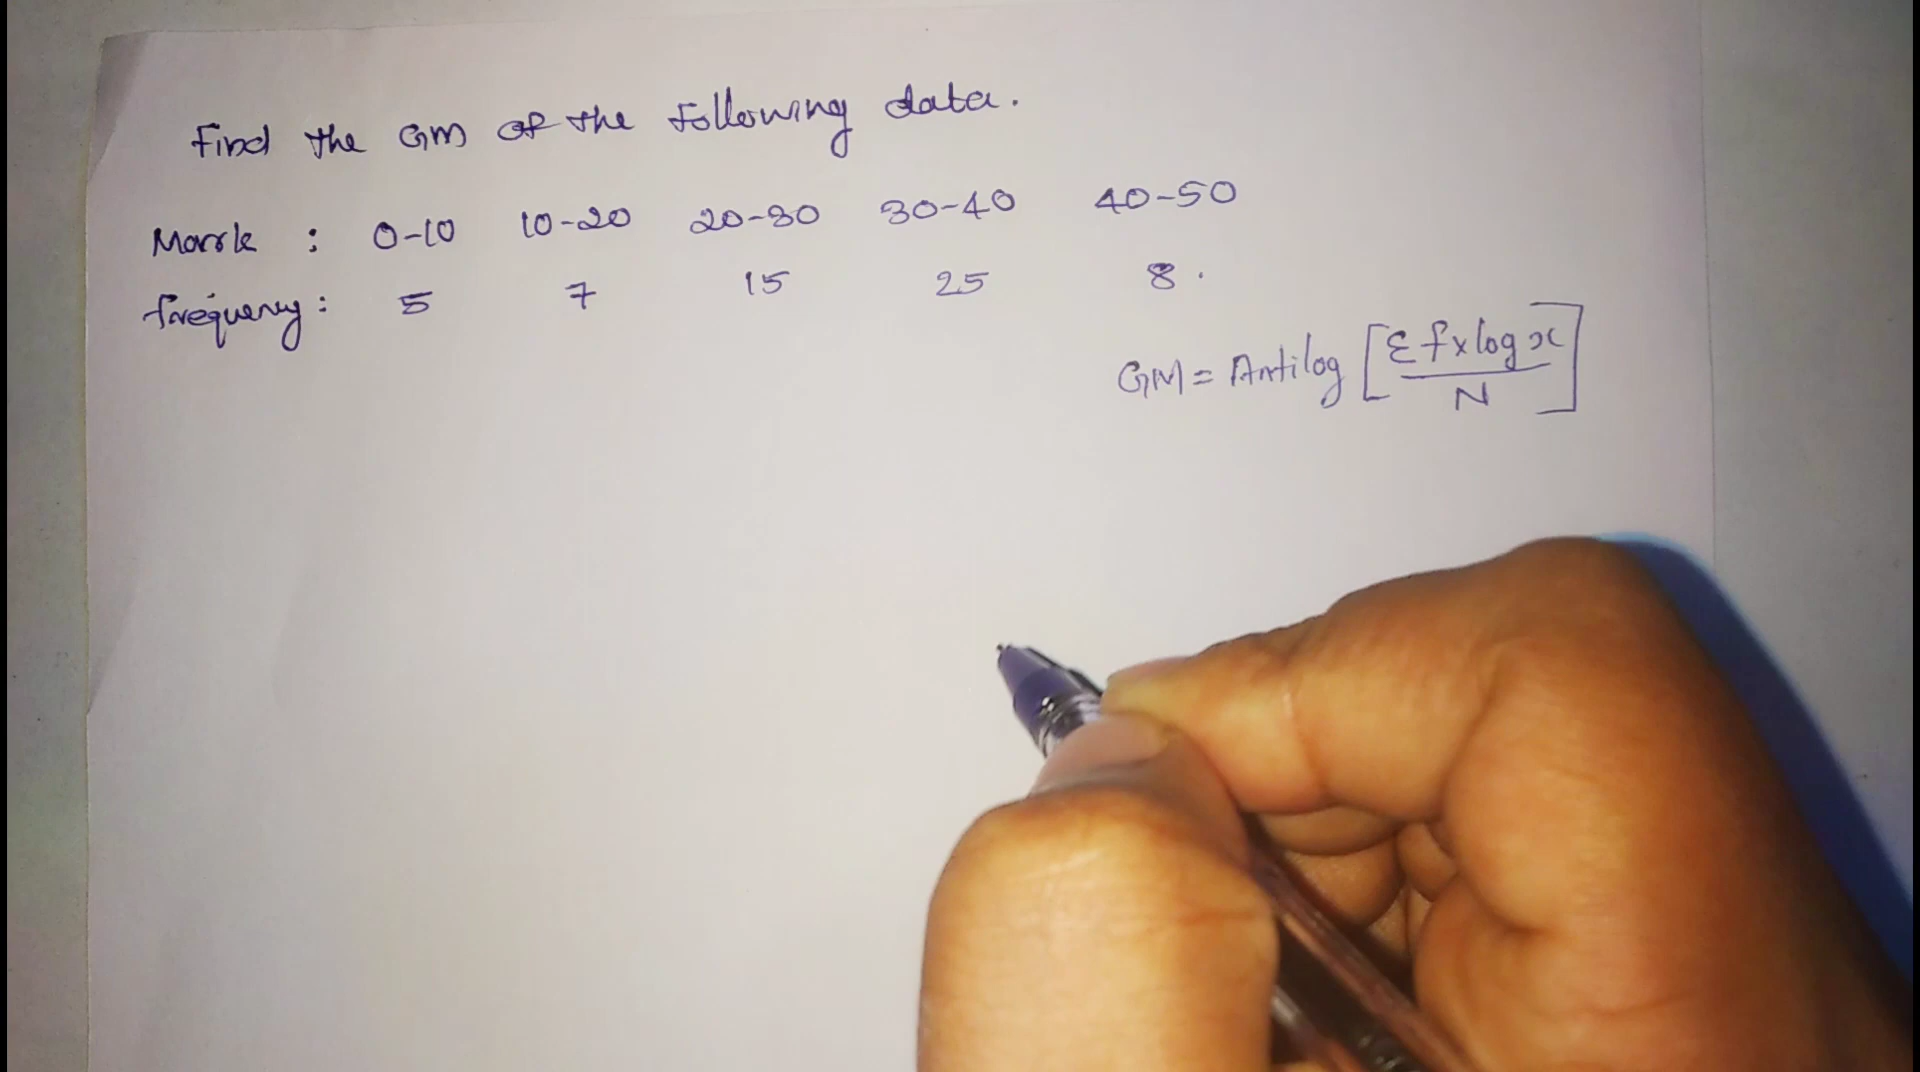 Find the GM of the following data.
Mark : 0-10 10-20 20-30 30-40 40-50
frequency: 5 7 15 25 8.
GM = Antilog [Σf×log x / N]